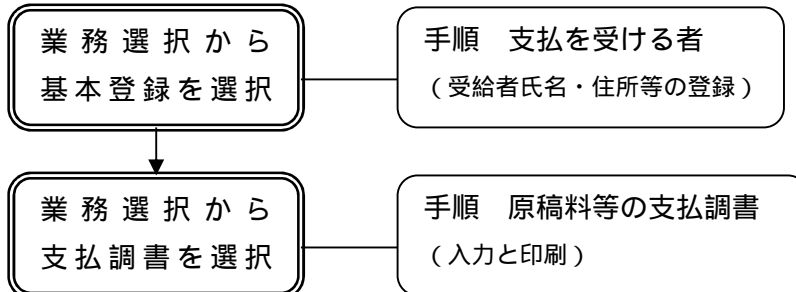 業務選択から
基本登録を選択
手順　支払を受ける者
（受給者氏名・住所等の登録）
業務選択から
支払調書を選択
手順　原稿料等の支払調書
（入力と印刷）